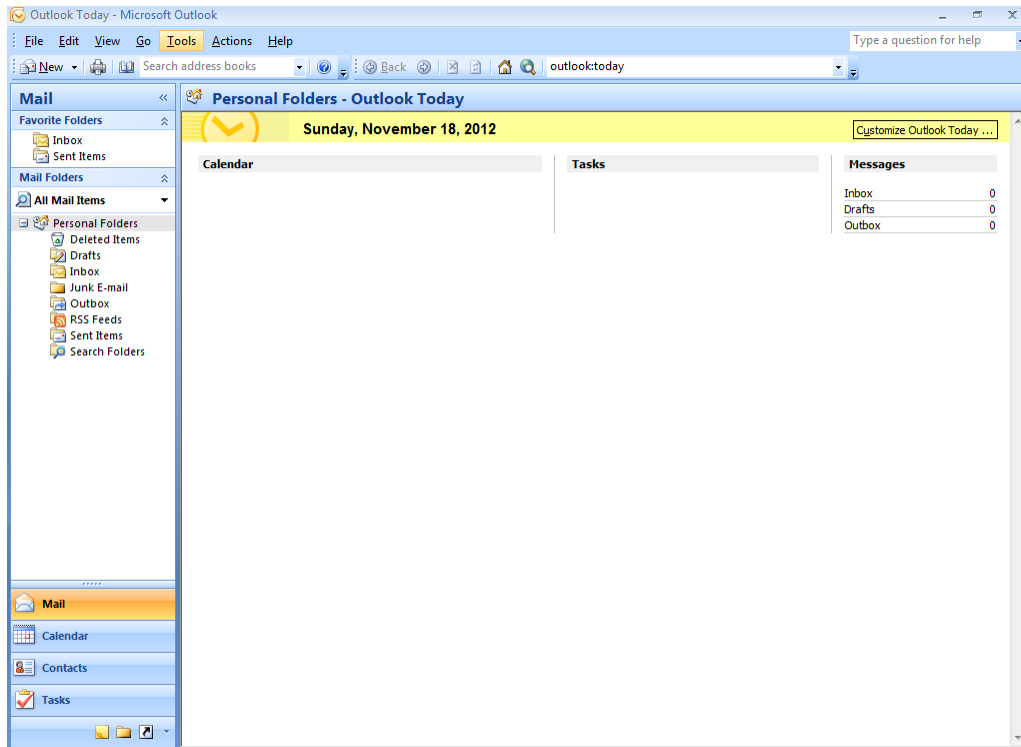 Outlook Today - Microsoft Outlook
File Edit View Go Tools Actions Help
Type a question for help
New Search address books Back outlook:today
Mail «
Personal Folders - Outlook Today
Favorite Folders
Inbox
Sent Items
Mail Folders
All Mail Items
Personal Folders
Deleted Items
Drafts
Inbox
Junk E-mail
Outbox
RSS Feeds
Sent Items
Search Folders
Mail
Calendar
Contacts
Tasks
Sunday, November 18, 2012
Customize Outlook Today ...
Calendar
Tasks
Messages
Inbox 0
Drafts 0
Outbox 0